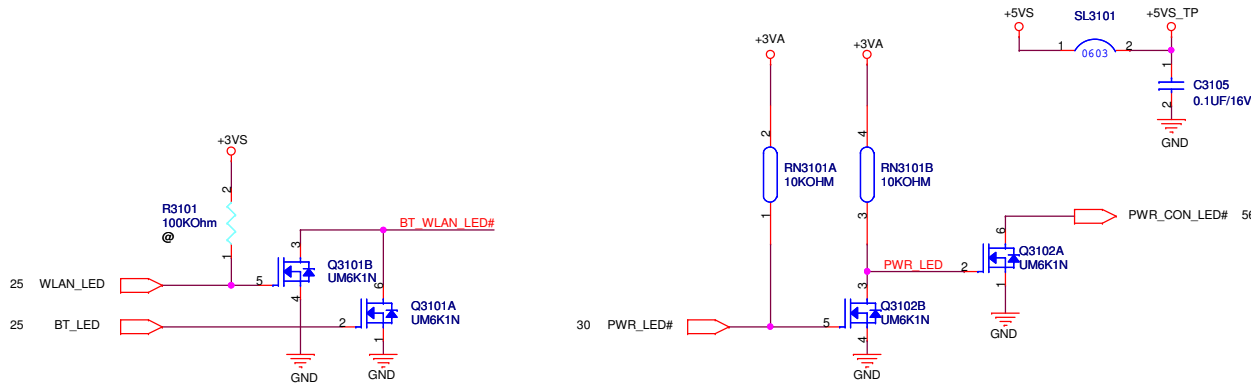 +5VS SL3101 +5VS_TP
1 0603 2
1
C3105
0.1UF/16V
2
GND
+3VS
2
R3101
100KOhm
@
1
25 WLAN_LED
5
3
Q3101B
UM6K1N
4
BT_WLAN_LED#
25 BT_LED
2
6
Q3101A
UM6K1N
1
GND
GND
+3VA
+3VA
2
RN3101A
10KOHM
1
4
RN3101B
10KOHM
3
30 PWR_LED#
5
PWR_LED
3
Q3102B
UM6K1N
4
GND
2
6
Q3102A
UM6K1N
1
GND
PWR_CON_LED# 56